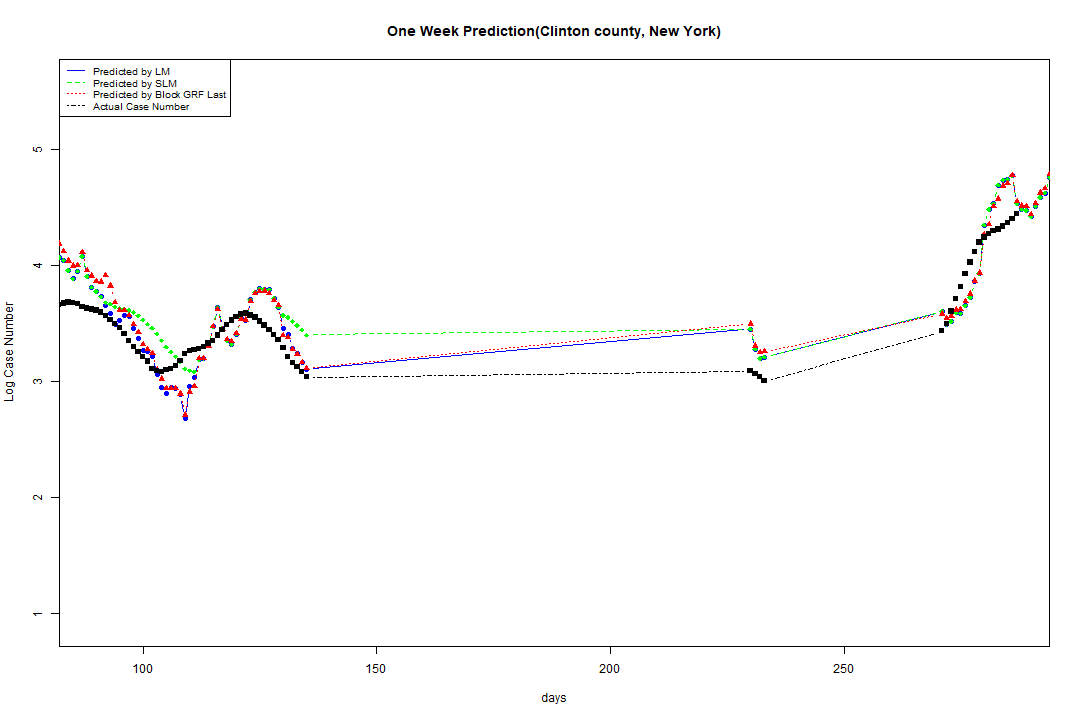 One Week Prediction(Clinton county, New York)
Predicted by LM
Predicted by SLM
Predicted by Block GRF Last
Actual Case Number
5
4
3
2
1
Log Case Number
100 150 200 250
days